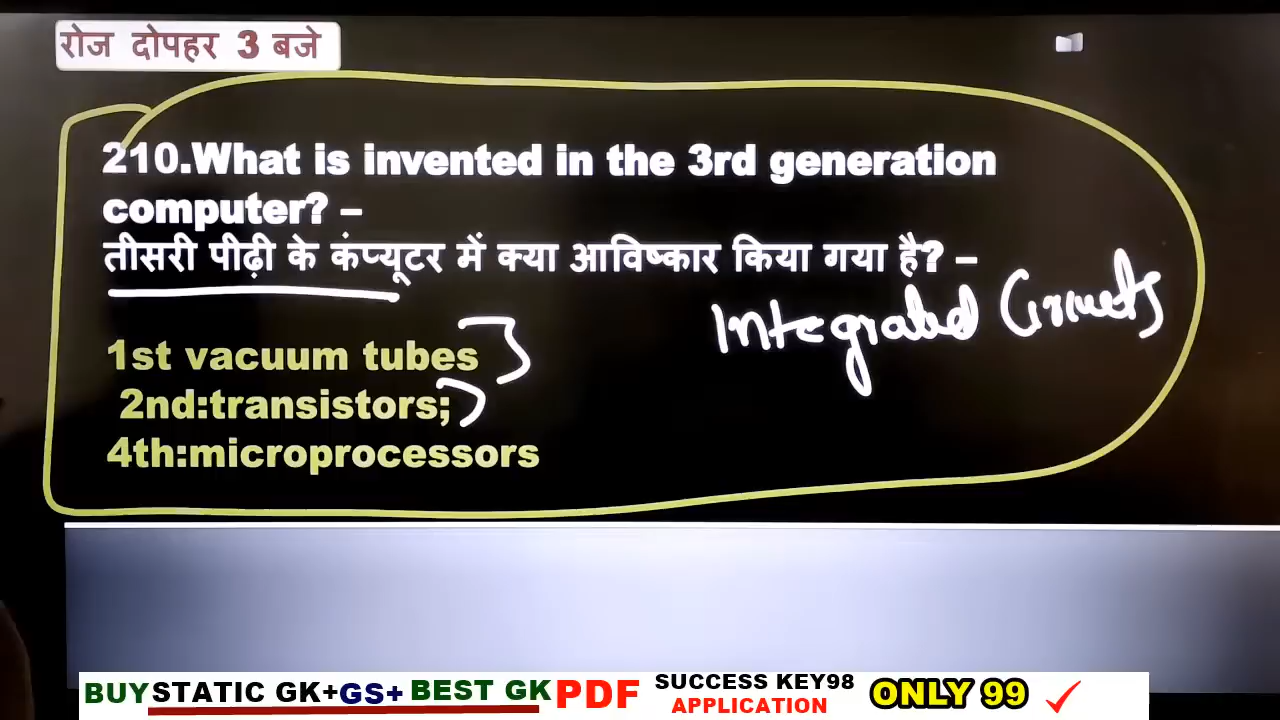 रोज दोपहर 3 बजे
210.What is invented in the 3rd generation
computer? –
तीसरी पीढ़ी के कंप्यूटर में क्या आविष्कार किया गया है? –
Integrated Circuits
1st vacuum tubes
2nd:transistors;
4th:microprocessors
BUY STATIC GK+GS+ BEST GK PDF SUCCESS KEY98 APPLICATION ONLY 99